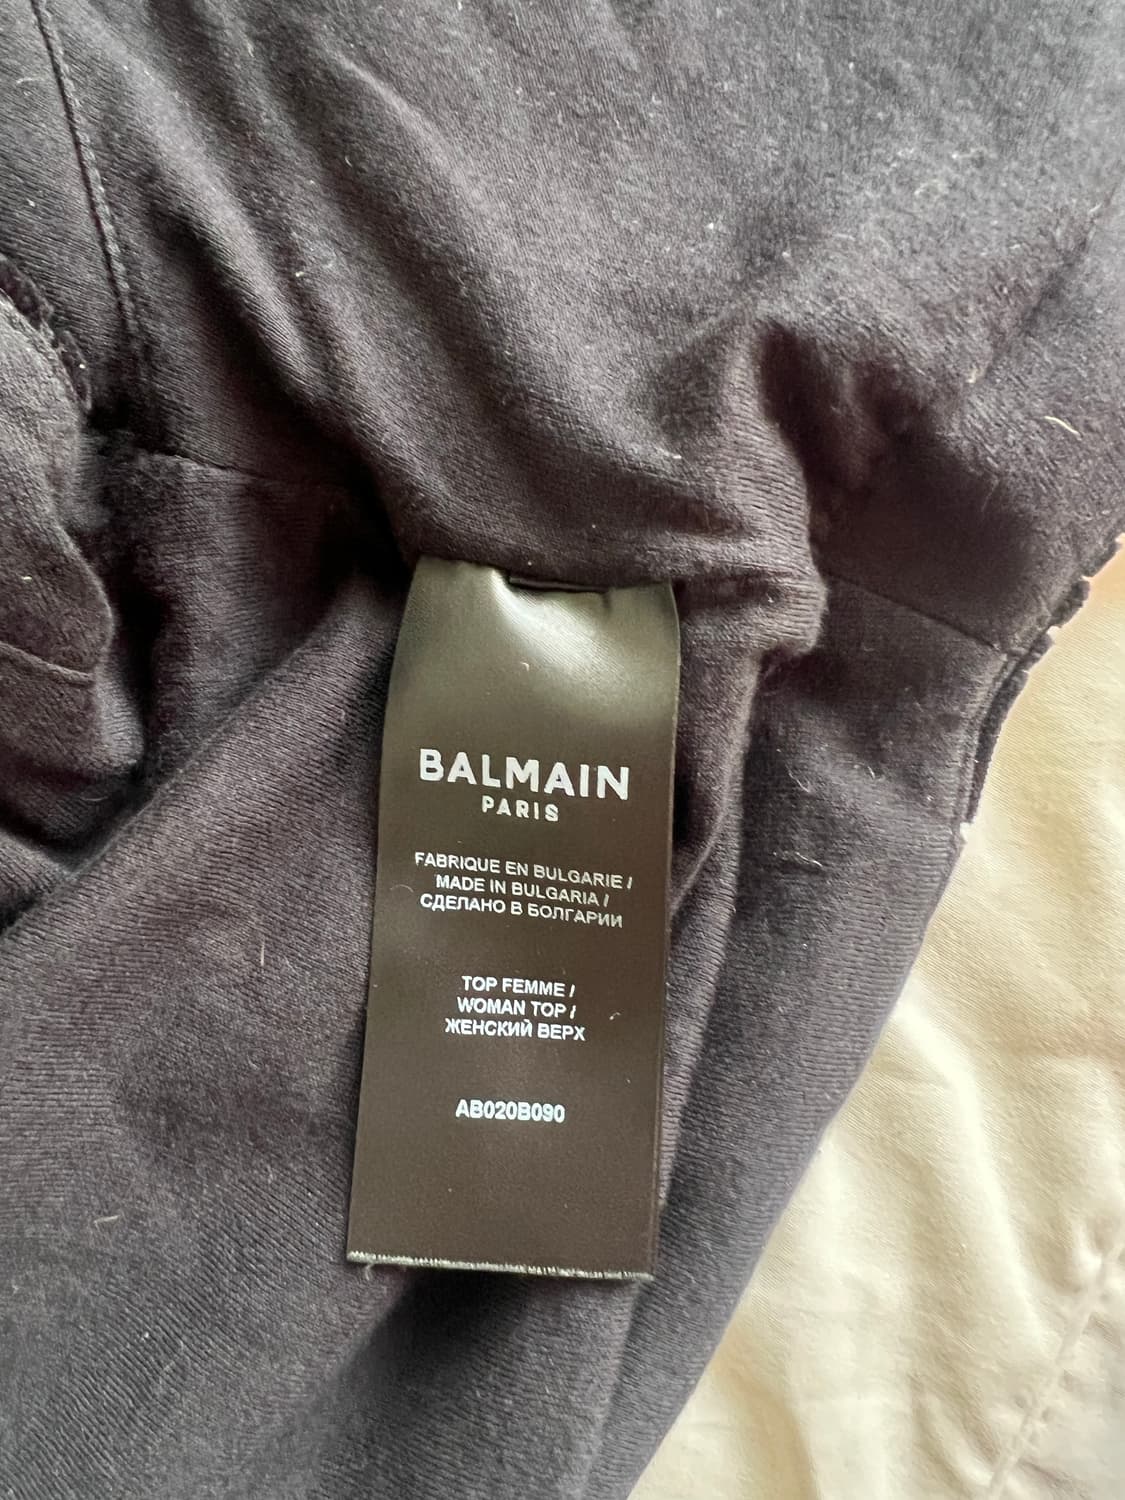 BALMAIN
PARIS
FABRIQUE EN BULGARIE /
MADE IN BULGARIA /
СДЕЛАНО В БОЛГАРИИ
TOP FEMME /
WOMAN TOP /
ЖЕНСКИЙ ВЕРХ
AB020B090